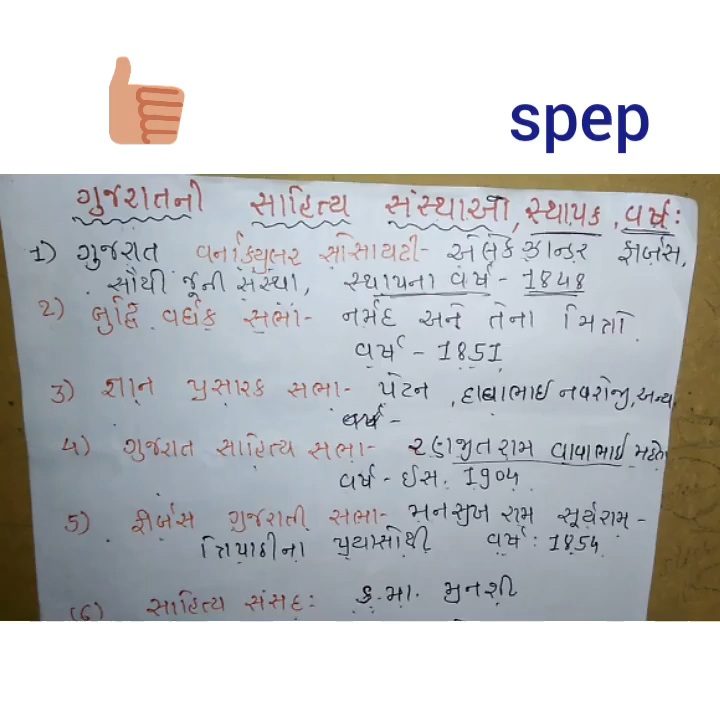 spep
ગુજરાતની સાહિત્ય સંસ્થાઓ, સ્થાપક, વર્ષ:
1) ગુજરાત વર્નાક્યુલર સોસાયટી - એલેકઝાન્ડર ફાર્બસ,
સૌથી જૂની સંસ્થા, સ્થાપના વર્ષ - 1848
2) બુદ્ધિ વર્ધક સભા - નર્મદ અને તેના મિત્રો.
વર્ષ - 1851
3) જ્ઞાન પ્રસારક સભા - પેટન, દાદાભાઈ નવરોજી, અન્ય
વર્ષ -
4) ગુજરાત સાહિત્ય સભા - રણજીતરામ વાવાભાઈ મહેતા
વર્ષ - ઈસ. 1904
5) ફાર્બસ ગુજરાતી સભા - મનસુખ રામ સૂર્યરામ -
ત્રિપાઠીના પ્રયાસોથી વર્ષ: 1854
(6) સાહિત્ય સંસદ: ક.મા. મુનશી